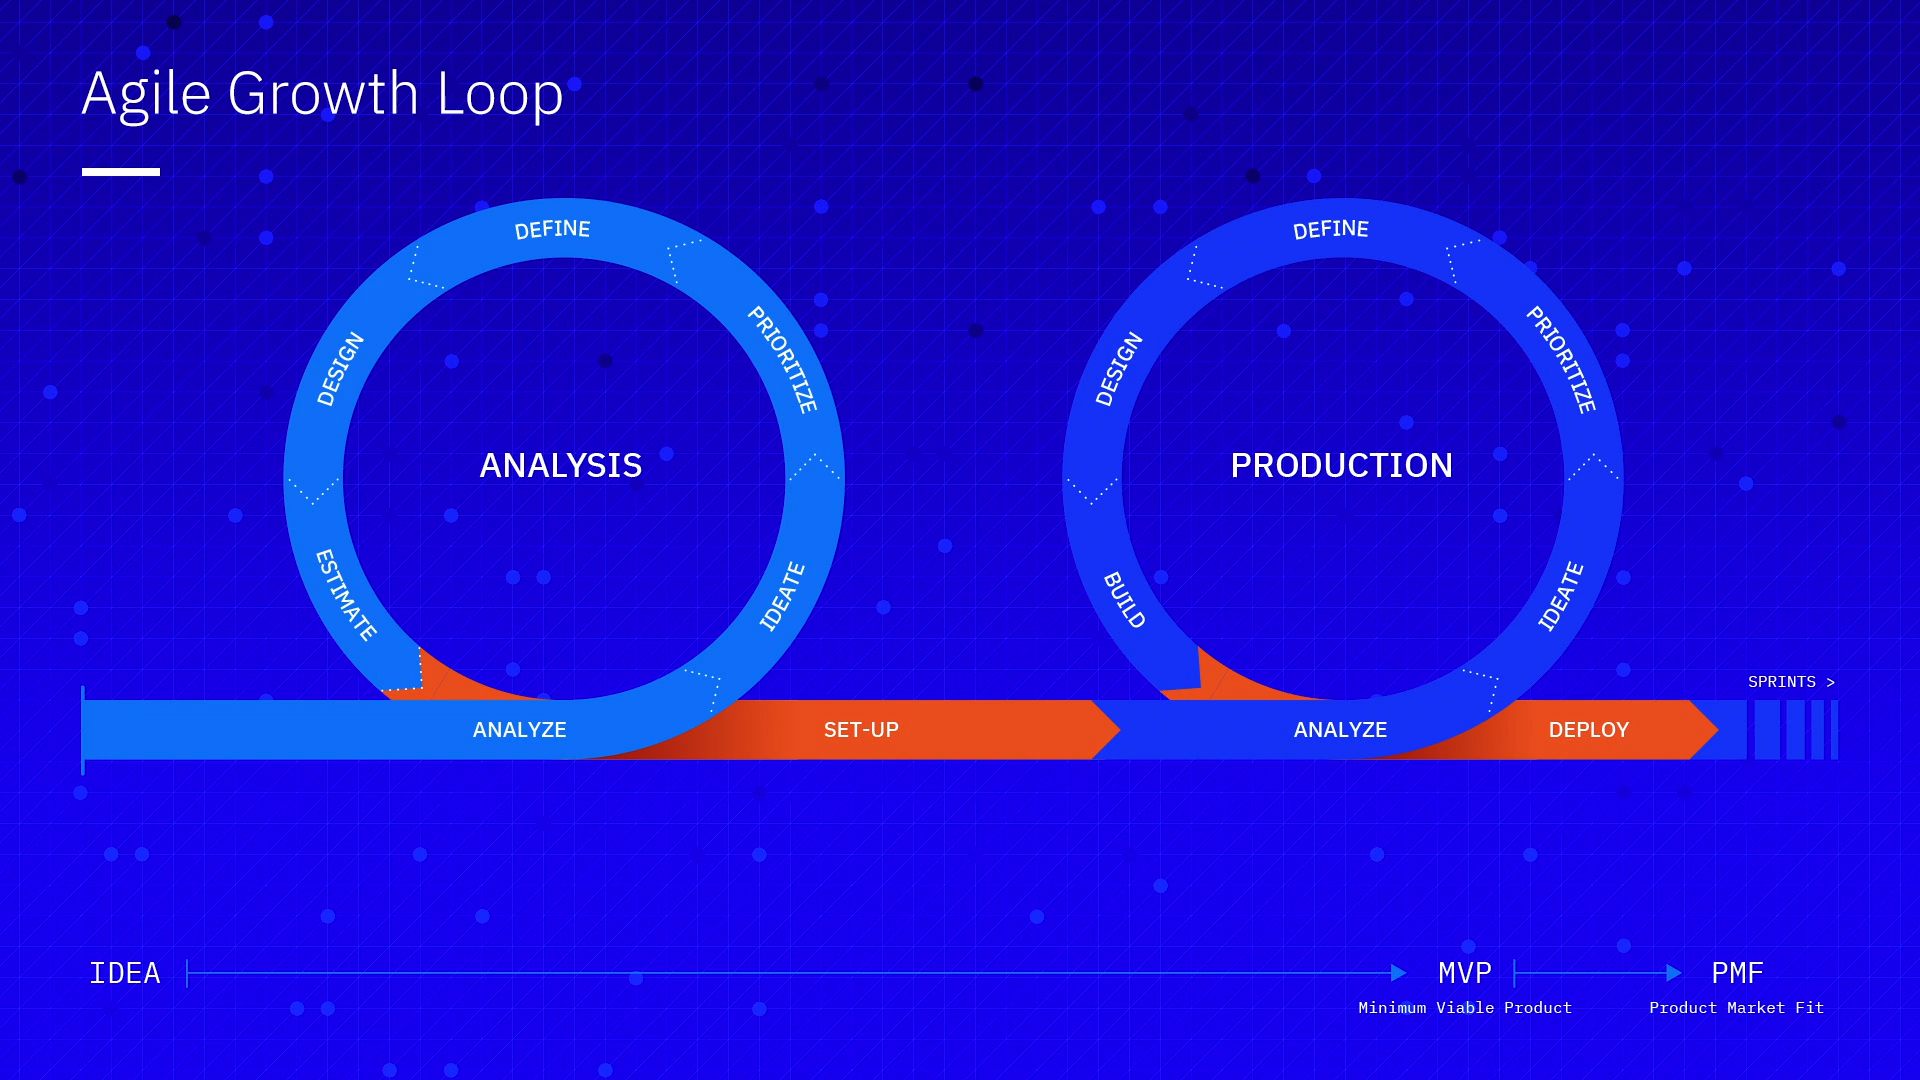 Agile Growth Loop
DEFINE
PRIORITIZE
DESIGN
ANALYSIS
ESTIMATE
IDEATE
ANALYZE
SET-UP
DEFINE
PRIORITIZE
DESIGN
PRODUCTION
BUILD
IDEATE
ANALYZE
DEPLOY
SPRINTS >
IDEA
MVP
Minimum Viable Product
PMF
Product Market Fit